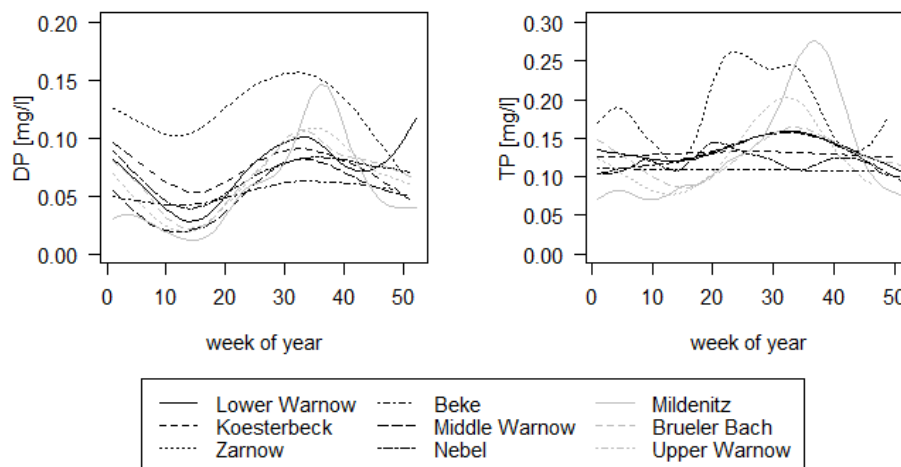 0.20
0.15
0.10
0.05
0.00
DP [mg/l]
0 10 20 30 40 50
week of year
0.30
0.25
0.20
0.15
0.10
0.05
0.00
TP [mg/l]
0 10 20 30 40 50
week of year
Lower Warnow Beke Mildenitz
Koesterbeck Middle Warnow Brueler Bach
Zarnow Nebel Upper Warnow